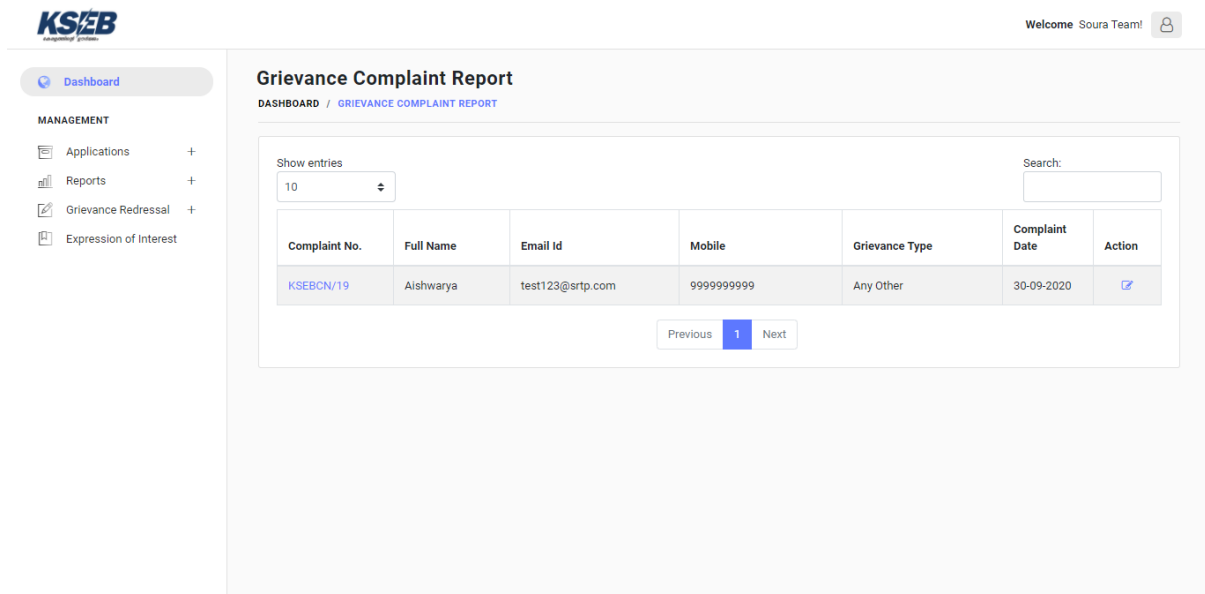 KSEB
Welcome Soura Team!
Dashboard
MANAGEMENT
Applications +
Reports +
Grievance Redressal +
Expression of Interest
Grievance Complaint Report
DASHBOARD / GRIEVANCE COMPLAINT REPORT
Show entries
10
Search:
Complaint No. Full Name Email Id Mobile Grievance Type Complaint Date Action
KSEBCN/19 Aishwarya test123@srtp.com 9999999999 Any Other 30-09-2020
Previous 1 Next